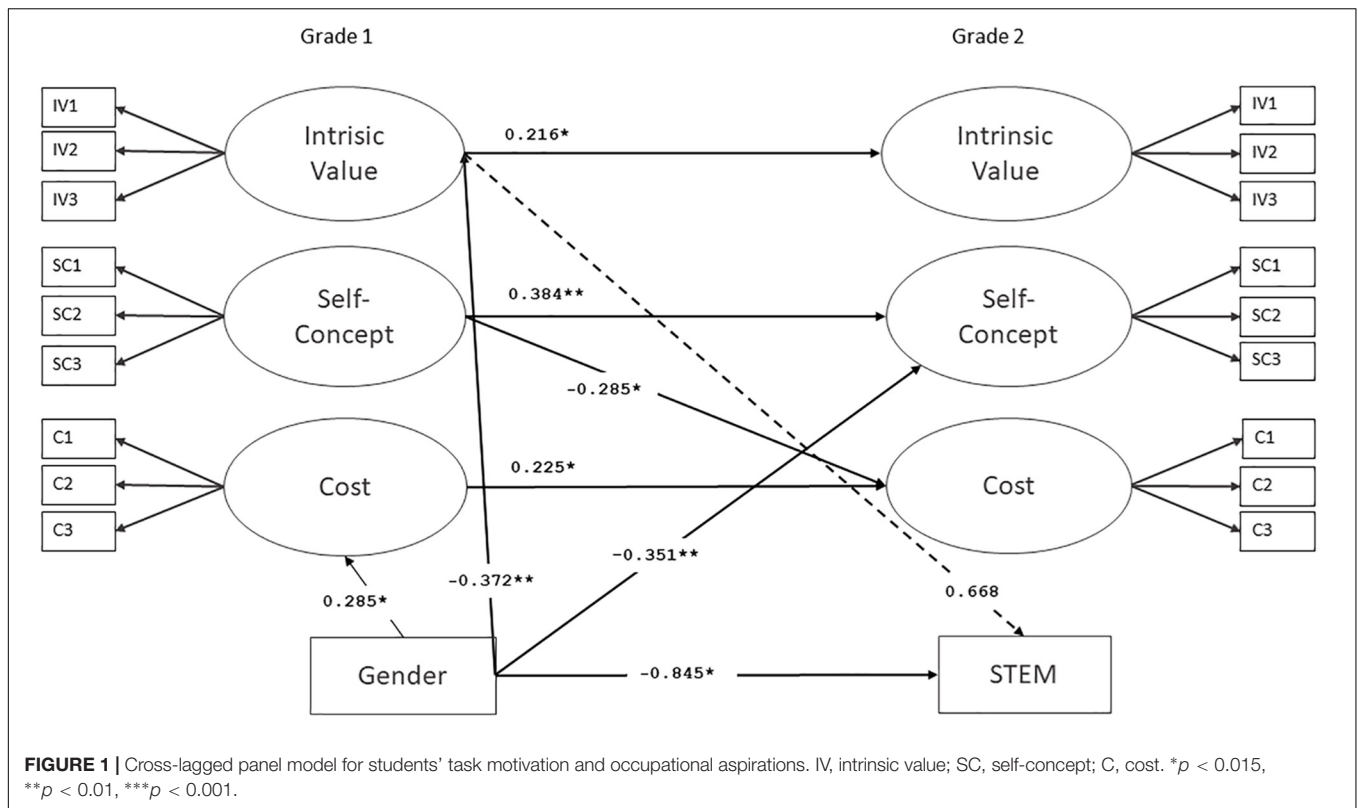 Grade 1
Grade 2
IV1
IV2
IV3
Intrisic
Value
0.216*
Intrinsic
Value
IV1
IV2
IV3
SC1
SC2
SC3
Self-
Concept
0.384**
-0.285*
Self-
Concept
SC1
SC2
SC3
C1
C2
C3
Cost
0.225*
Cost
C1
C2
C3
0.285*
-0.372**
-0.351**
0.668
Gender
-0.845*
STEM
FIGURE 1 | Cross-lagged panel model for students’ task motivation and occupational aspirations. IV, intrinsic value; SC, self-concept; C, cost. *p < 0.015,
**p < 0.01, ***p < 0.001.